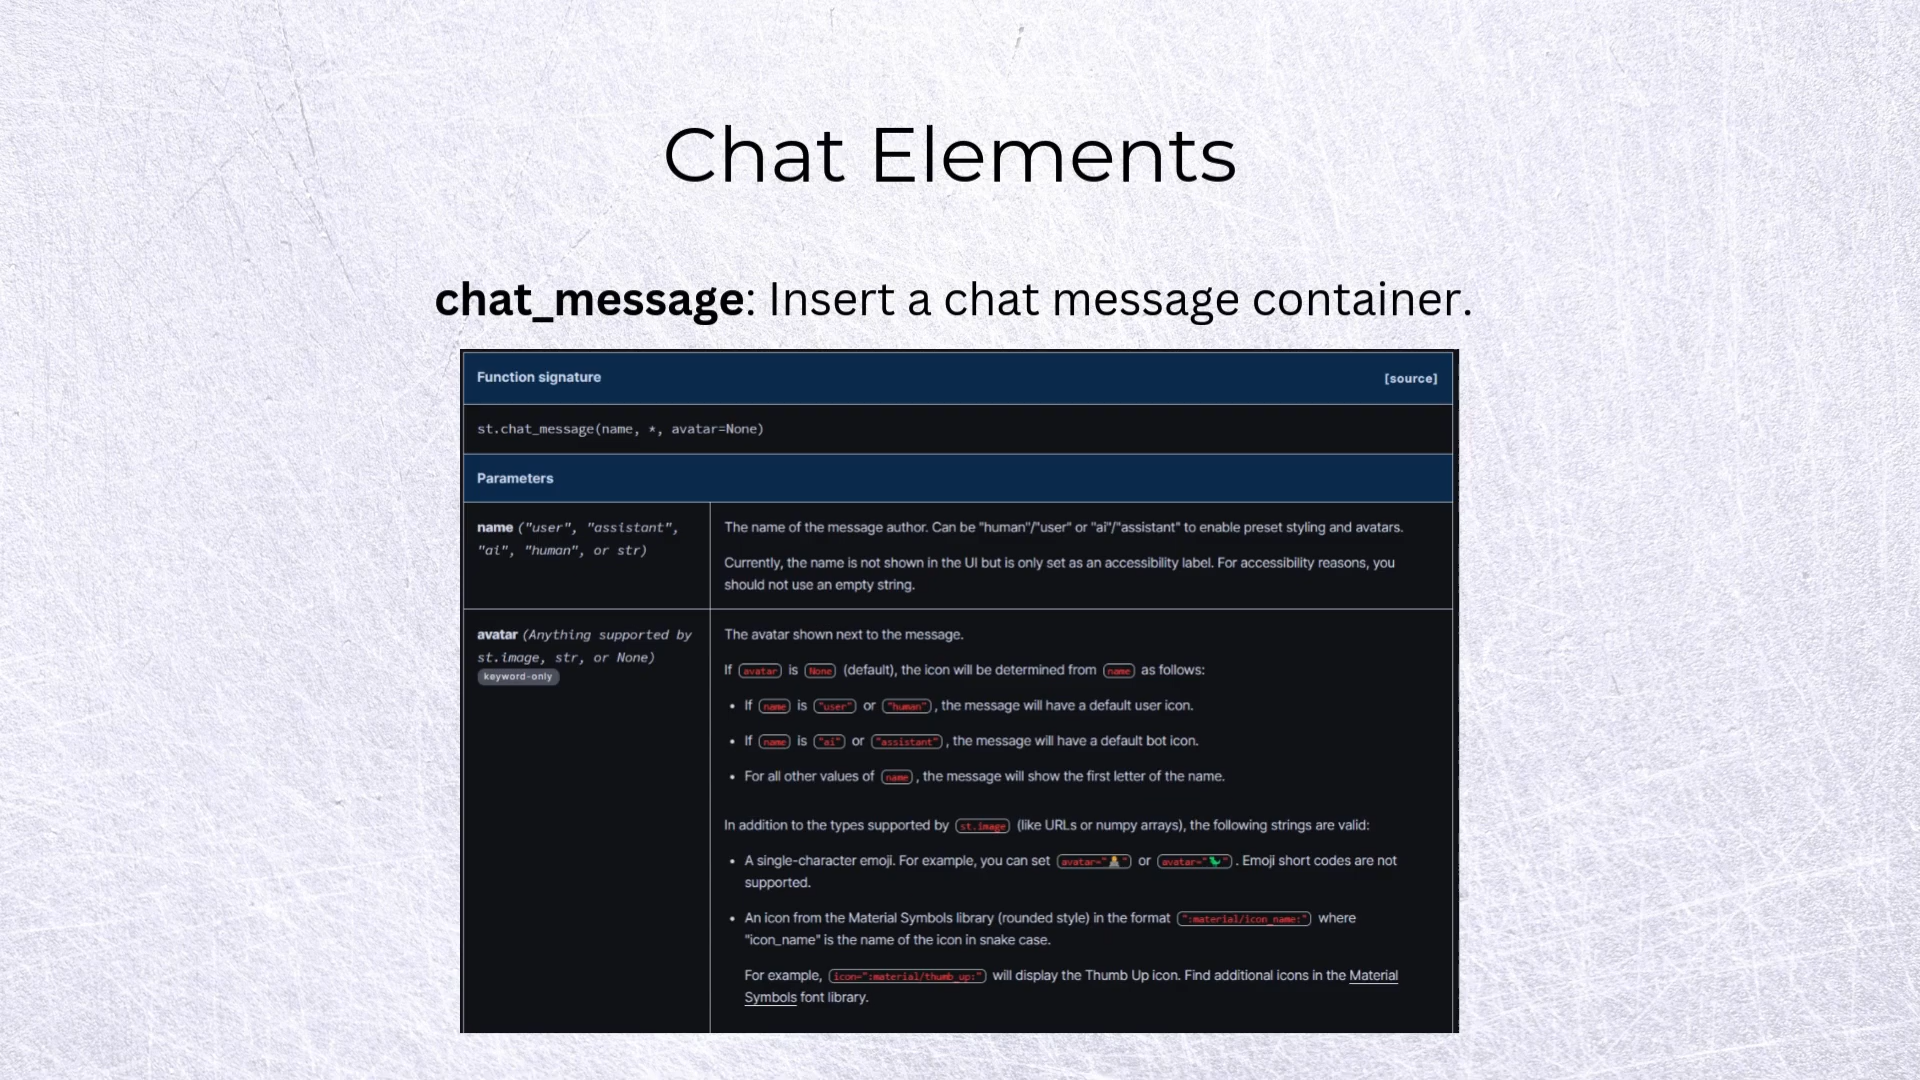 Chat Elements
chat_message: Insert a chat message container.
Function signature [source]
st.chat_message(name, *, avatar=None)
Parameters
name ("user", "assistant",
"ai", "human", or str)
The name of the message author. Can be "human"/"user" or "ai"/"assistant" to enable preset styling and avatars.
Currently, the name is not shown in the UI but is only set as an accessibility label. For accessibility reasons, you
should not use an empty string.
avatar (Anything supported by
st.image, str, or None)
keyword-only
The avatar shown next to the message.
If avatar is None (default), the icon will be determined from name as follows:
• If name is "user" or "human", the message will have a default user icon.
• If name is "ai" or "assistant", the message will have a default bot icon.
• For all other values of name, the message will show the first letter of the name.
In addition to the types supported by st.image (like URLs or numpy arrays), the following strings are valid:
• A single-character emoji. For example, you can set avatar="🧑‍💻" or avatar="🦖". Emoji short codes are not
supported.
• An icon from the Material Symbols library (rounded style) in the format ":material/icon_name:" where
"icon_name" is the name of the icon in snake case.
For example, icon=":material/thumb_up:" will display the Thumb Up icon. Find additional icons in the Material
Symbols font library.